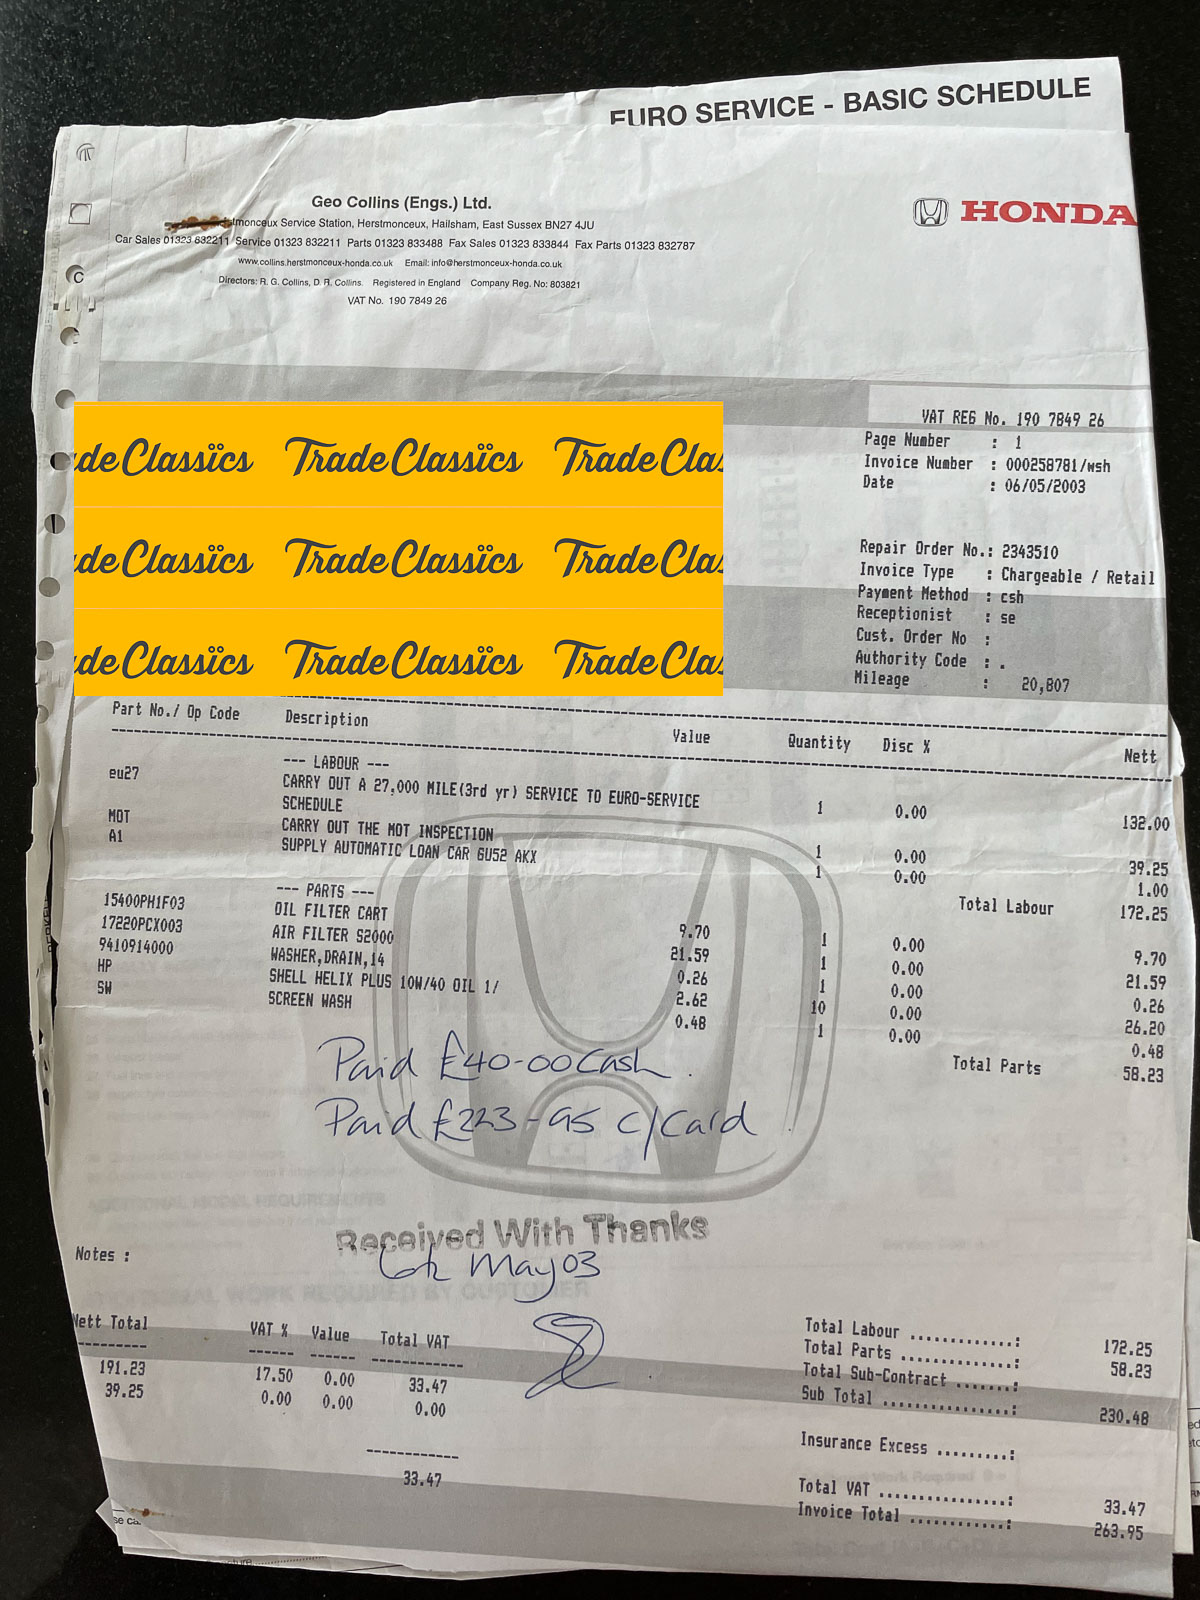 EURO SERVICE - BASIC SCHEDULE
Geo Collins (Engs.) Ltd.
Service Station, Herstmonceux, Hailsham, East Sussex BN27 4JU
Car Sales 01323 832211 Service 01323 832211 Parts 01323 833488 Fax Sales 01323 833844 Fax Parts 01323 832787
www.collins.herstmonceux-honda.co.uk Email: info@herstmonceux-honda.co.uk
Directors: R. G. Collins, D. R. Collins. Registered in England Company Reg. No: 803821
VAT No. 190 7849 26
HONDA
C
VAT REG No. 190 7849 26
Page Number : 1
Invoice Number : 000258781/wsh
Date : 06/05/2003
ade Classïcs Trade Classïcs Trade Clas
ade Classïcs Trade Classïcs Trade Clas
ade Classïcs Trade Classïcs Trade Clas
Repair Order No.: 2343510
Invoice Type : Chargeable / Retail
Payment Method : csh
Receptionist : se
Cust. Order No :
Authority Code : .
Mileage : 20,807
Part No./ Op Code Description Value Quantity Disc % Nett
--- LABOUR ---
eu27 CARRY OUT A 27,000 MILE(3rd yr) SERVICE TO EURO-SERVICE
SCHEDULE 1 0.00 132.00
MOT CARRY OUT THE MOT INSPECTION 1 0.00 39.25
A1 SUPPLY AUTOMATIC LOAN CAR GU52 AKX 1 0.00 1.00
Total Labour 172.25
--- PARTS ---
15400PH1F03 OIL FILTER CART 9.70 1 0.00 9.70
17220PCX003 AIR FILTER S2000 21.59 1 0.00 21.59
9410914000 WASHER,DRAIN,14 0.26 1 0.00 0.26
HP SHELL HELIX PLUS 10W/40 OIL 1/ 2.62 10 0.00 26.20
SW SCREEN WASH 0.48 1 0.00 0.48
Total Parts 58.23
Paid £40-00 Cash.
Paid £223-95 c/card
Received With Thanks
6th May 03
Notes :
Nett Total VAT % Value Total VAT
191.23 17.50 0.00 33.47
39.25 0.00 0.00 0.00
33.47
Total Labour .............: 172.25
Total Parts ..............: 58.23
Total Sub-Contract .......:
Sub Total ................: 230.48
Insurance Excess .........:
Total VAT ................: 33.47
Invoice Total ............: 263.95